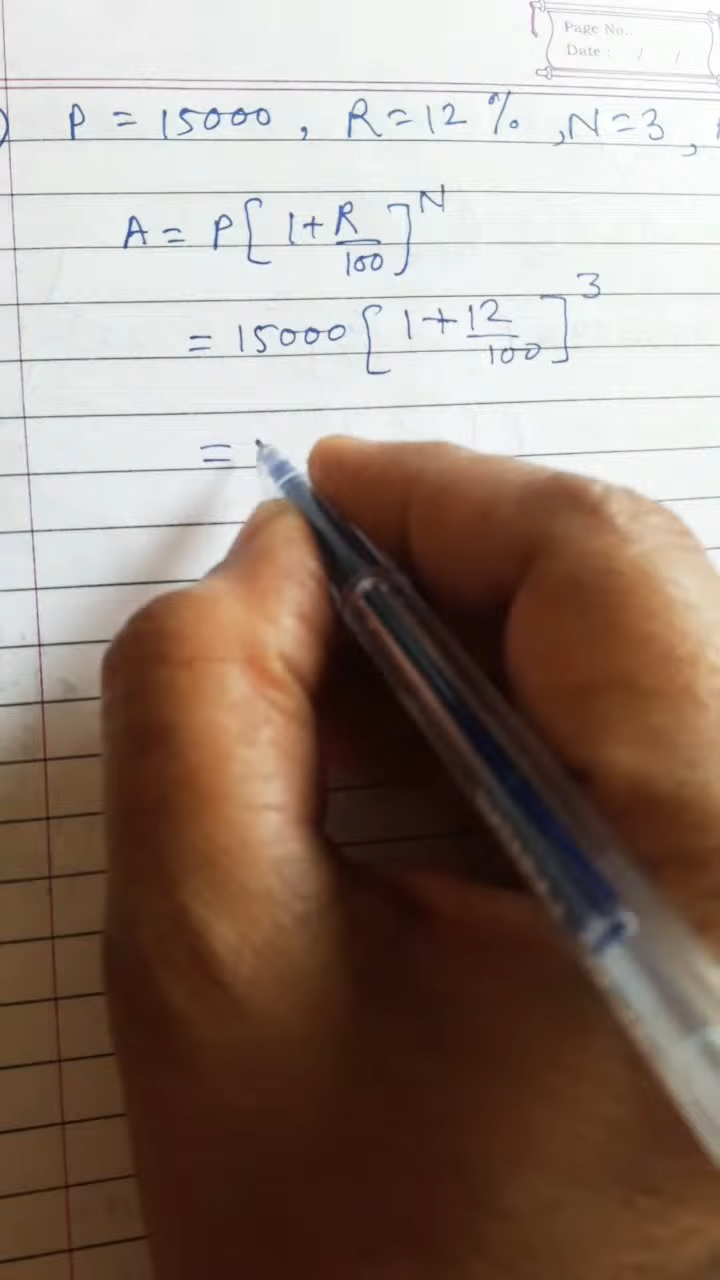 Page No.
Date : / /
) P = 15000 , R = 12 % , N = 3 ,
A = P [ 1 + R/100 ]^N
= 15000 [ 1 + 12/100 ]^3
=